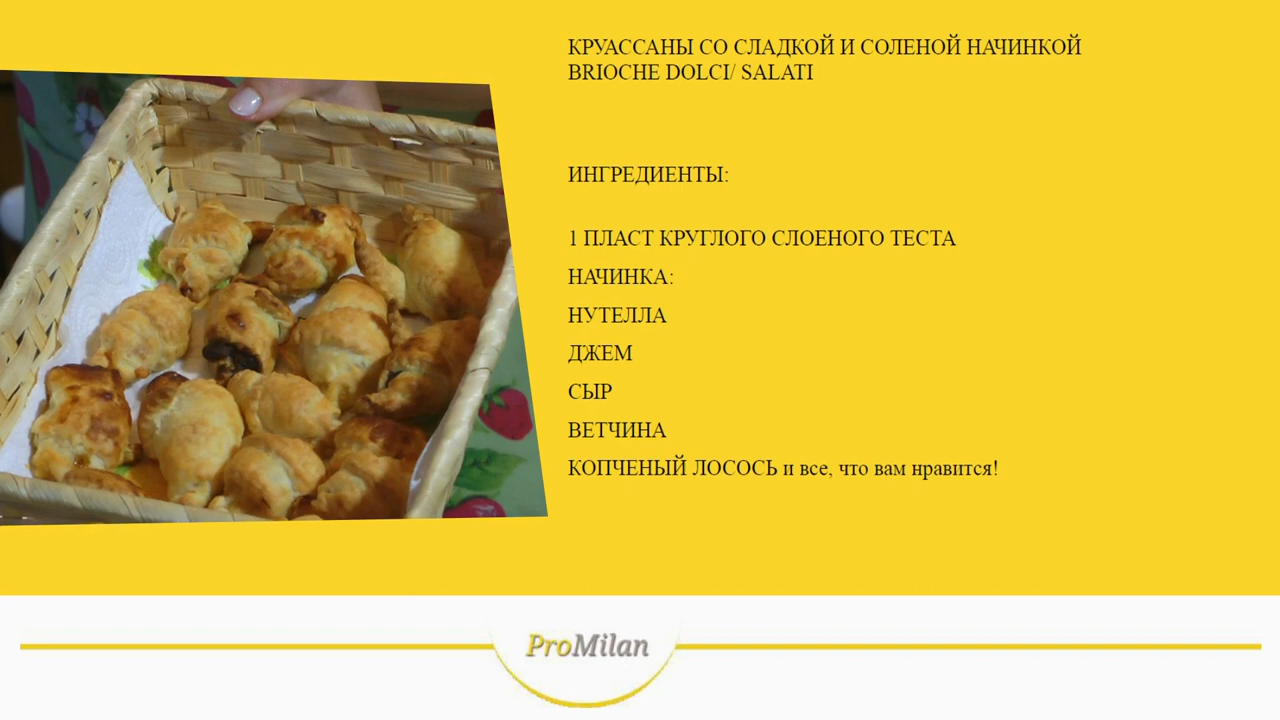 КРУАССАНЫ СО СЛАДКОЙ И СОЛЕНОЙ НАЧИНКОЙ
BRIOCHE DOLCI/ SALATI
ИНГРЕДИЕНТЫ:
1 ПЛАСТ КРУГЛОГО СЛОЕНОГО ТЕСТА
НАЧИНКА:
НУТЕЛЛА
ДЖЕМ
СЫР
ВЕТЧИНА
КОПЧЕНЫЙ ЛОСОСЬ и все, что вам нравится!
ProMilan